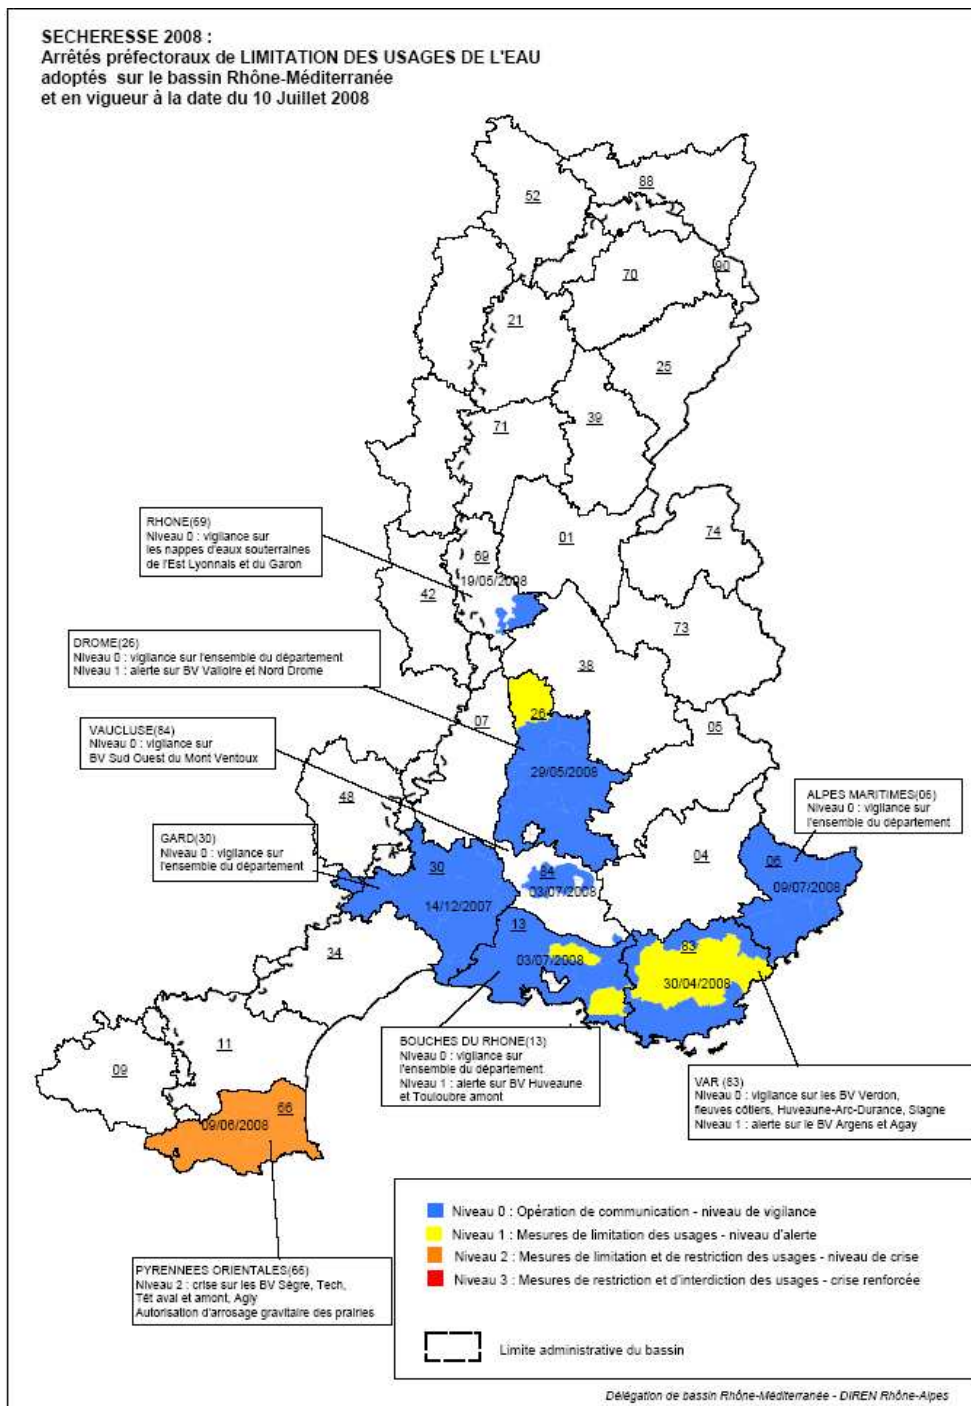 SECHERESSE 2008 :
Arrêtés préfectoraux de LIMITATION DES USAGES DE L'EAU
adoptés sur le bassin Rhône-Méditerranée
et en vigueur à la date du 10 Juillet 2008
88
52
90
70
21
25
39
71
RHONE(69)
Niveau 0 : vigilance sur
les nappes d'eaux souterraines
de l'Est Lyonnais et du Garon
74
01
69
19/05/2008
42
73
DROME(26)
Niveau 0 : vigilance sur l'ensemble du département
Niveau 1 : alerte sur BV Valloire et Nord Drome
38
26
07
05
VAUCLUSE(84)
Niveau 0 : vigilance sur
BV Sud Ouest du Mont Ventoux
29/05/2008
48
ALPES MARITIMES(06)
Niveau 0 : vigilance sur
l'ensemble du département
GARD(30)
Niveau 0 : vigilance sur
l'ensemble du département
04
06
30
84
03/07/2008
09/07/2008
14/12/2007
13
34
03/07/2008
83
30/04/2008
11
09
BOUCHES DU RHONE(13)
Niveau 0 : vigilance sur
l'ensemble du département.
Niveau 1 : alerte sur BV Huveaune
et Touloubre amont
VAR (83)
Niveau 0 : vigilance sur les BV Verdon,
fleuves côtiers, Huveaune-Arc-Durance, Siagne
Niveau 1 : alerte sur le BV Argens et Agay
66
09/06/2008
Niveau 0 : Opération de communication - niveau de vigilance
Niveau 1 : Mesures de limitation des usages - niveau d'alerte
Niveau 2 : Mesures de limitation et de restriction des usages - niveau de crise
Niveau 3 : Mesures de restriction et d'interdiction des usages - crise renforcée
PYRENNEES ORIENTALES(66)
Niveau 2 : crise sur les BV Sègre, Tech,
Têt aval et amont, Agly
Autorisation d'arrosage gravitaire des prairies
Limite administrative du bassin
Délégation de bassin Rhône-Méditerranée - DIREN Rhône-Alpes